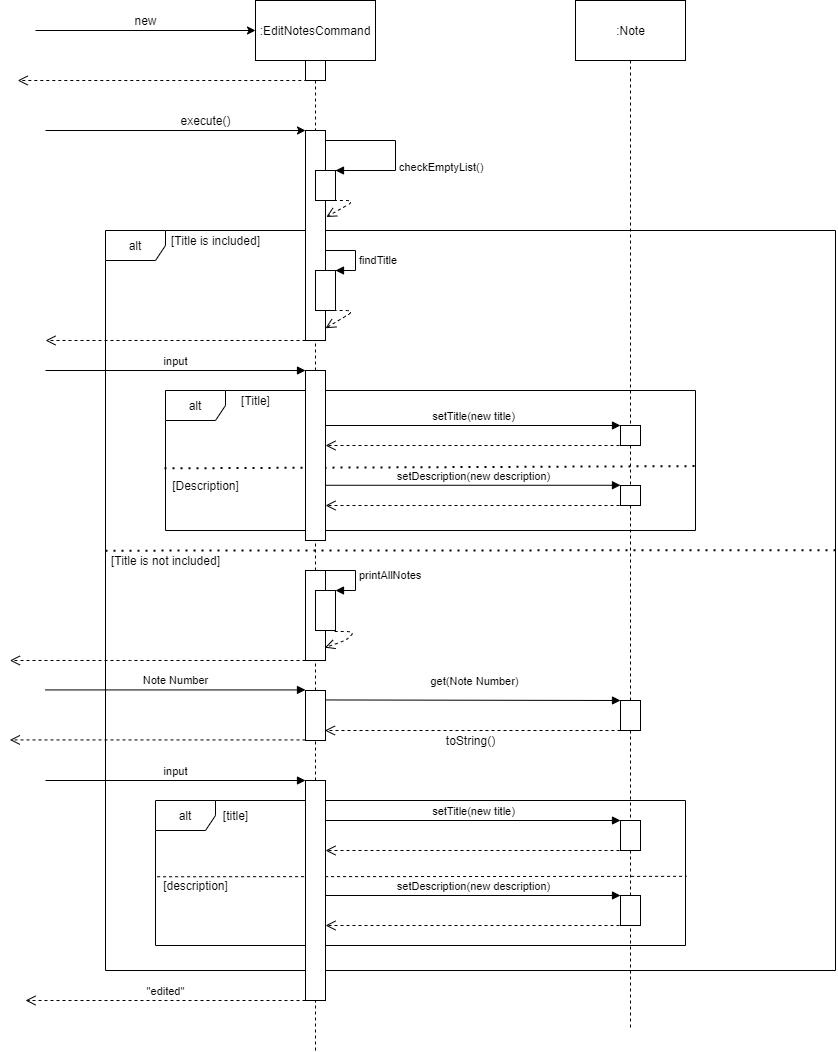 new
:EditNotesCommand
:Note
execute()
checkEmptyList()
alt
[Title is included]
findTitle
input
alt
[Title]
setTitle(new title)
[Description]
setDescription(new description)
[Title is not included]
printAllNotes
Note Number
get(Note Number)
toString()
input
alt
[title]
setTitle(new title)
[description]
setDescription(new description)
"edited"